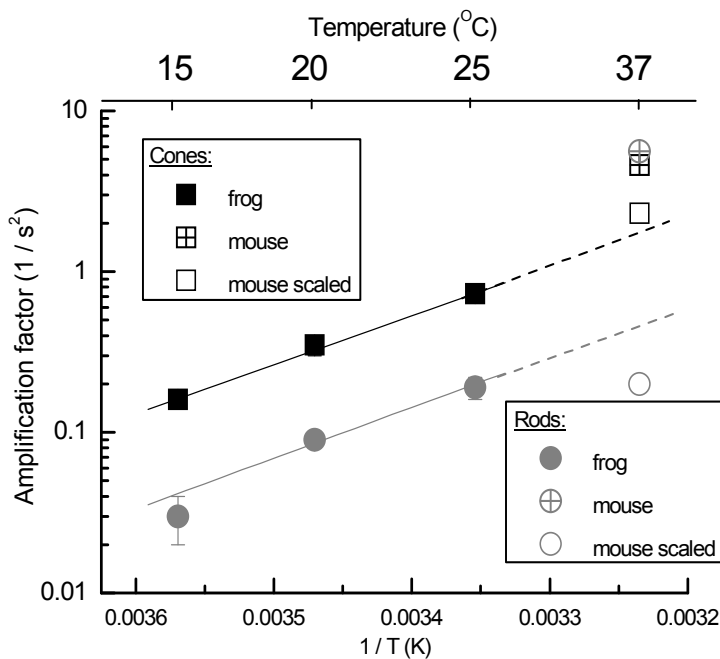 Temperature (°C)
15 20 25 37
10
1
0.1
0.01
Amplification factor (1 / s²)
Cones:
frog
mouse
mouse scaled
Rods:
frog
mouse
mouse scaled
0.0036 0.0035 0.0034 0.0033 0.0032
1 / T (K)